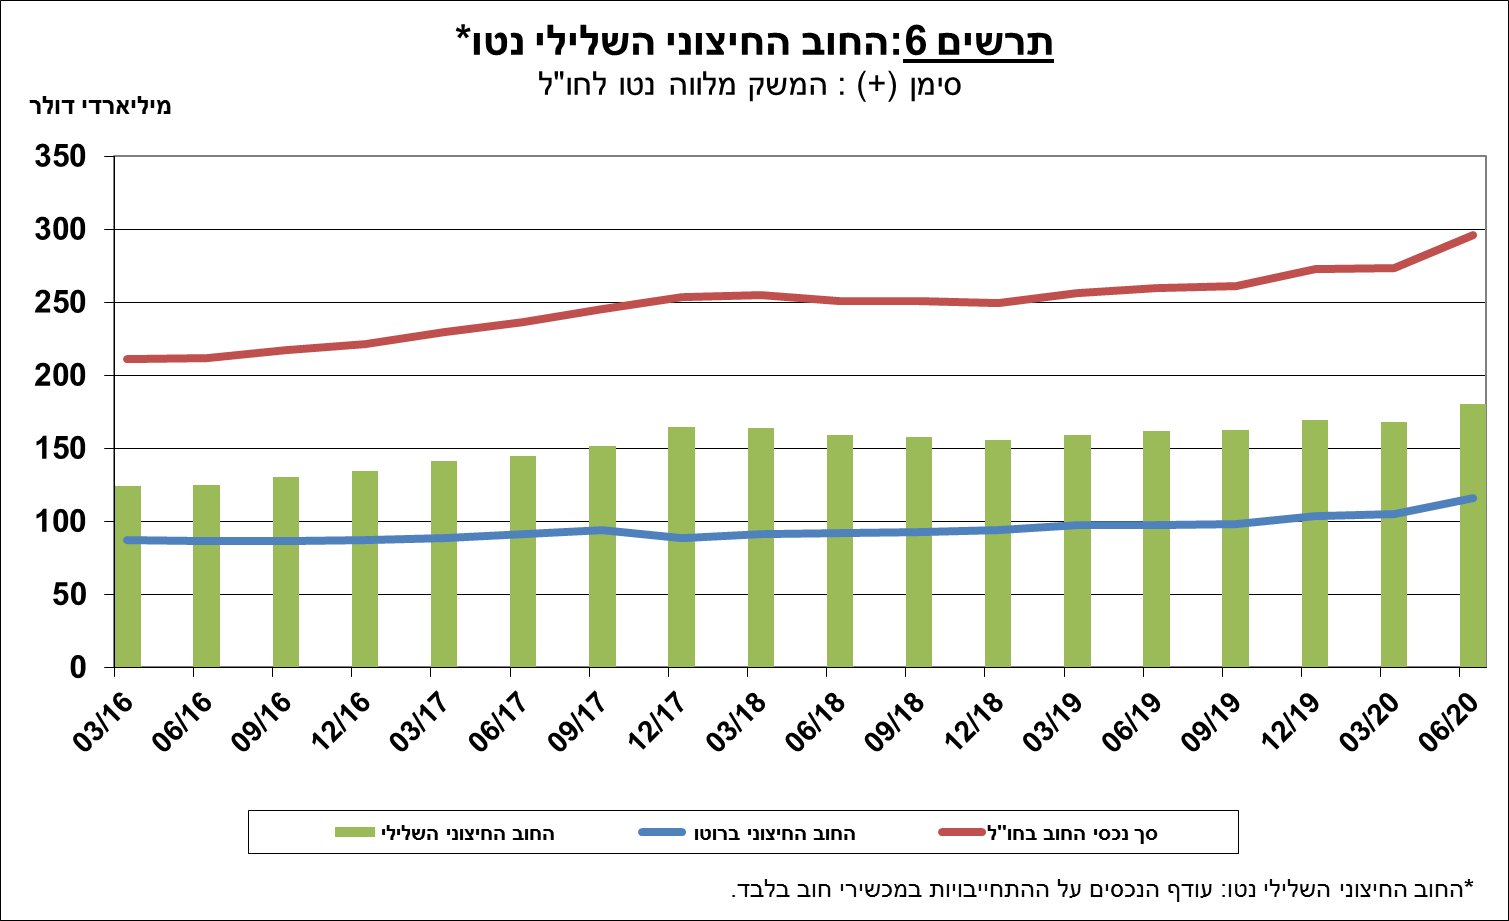 תרשים 6:החוב החיצוני השלילי נטו*
סימן (+) : המשק מלווה נטו לחו"ל
מיליארדי דולר
350
300
250
200
150
100
50
0
03/16 06/16 09/16 12/16 03/17 06/17 09/17 12/17 03/18 06/18 09/18 12/18 03/19 06/19 09/19 12/19 03/20 06/20
החוב החיצוני השלילי החוב החיצוני ברוטו סך נכסי החוב בחו"ל
*החוב החיצוני השלילי נטו: עודף הנכסים על ההתחייבויות במכשירי חוב בלבד.